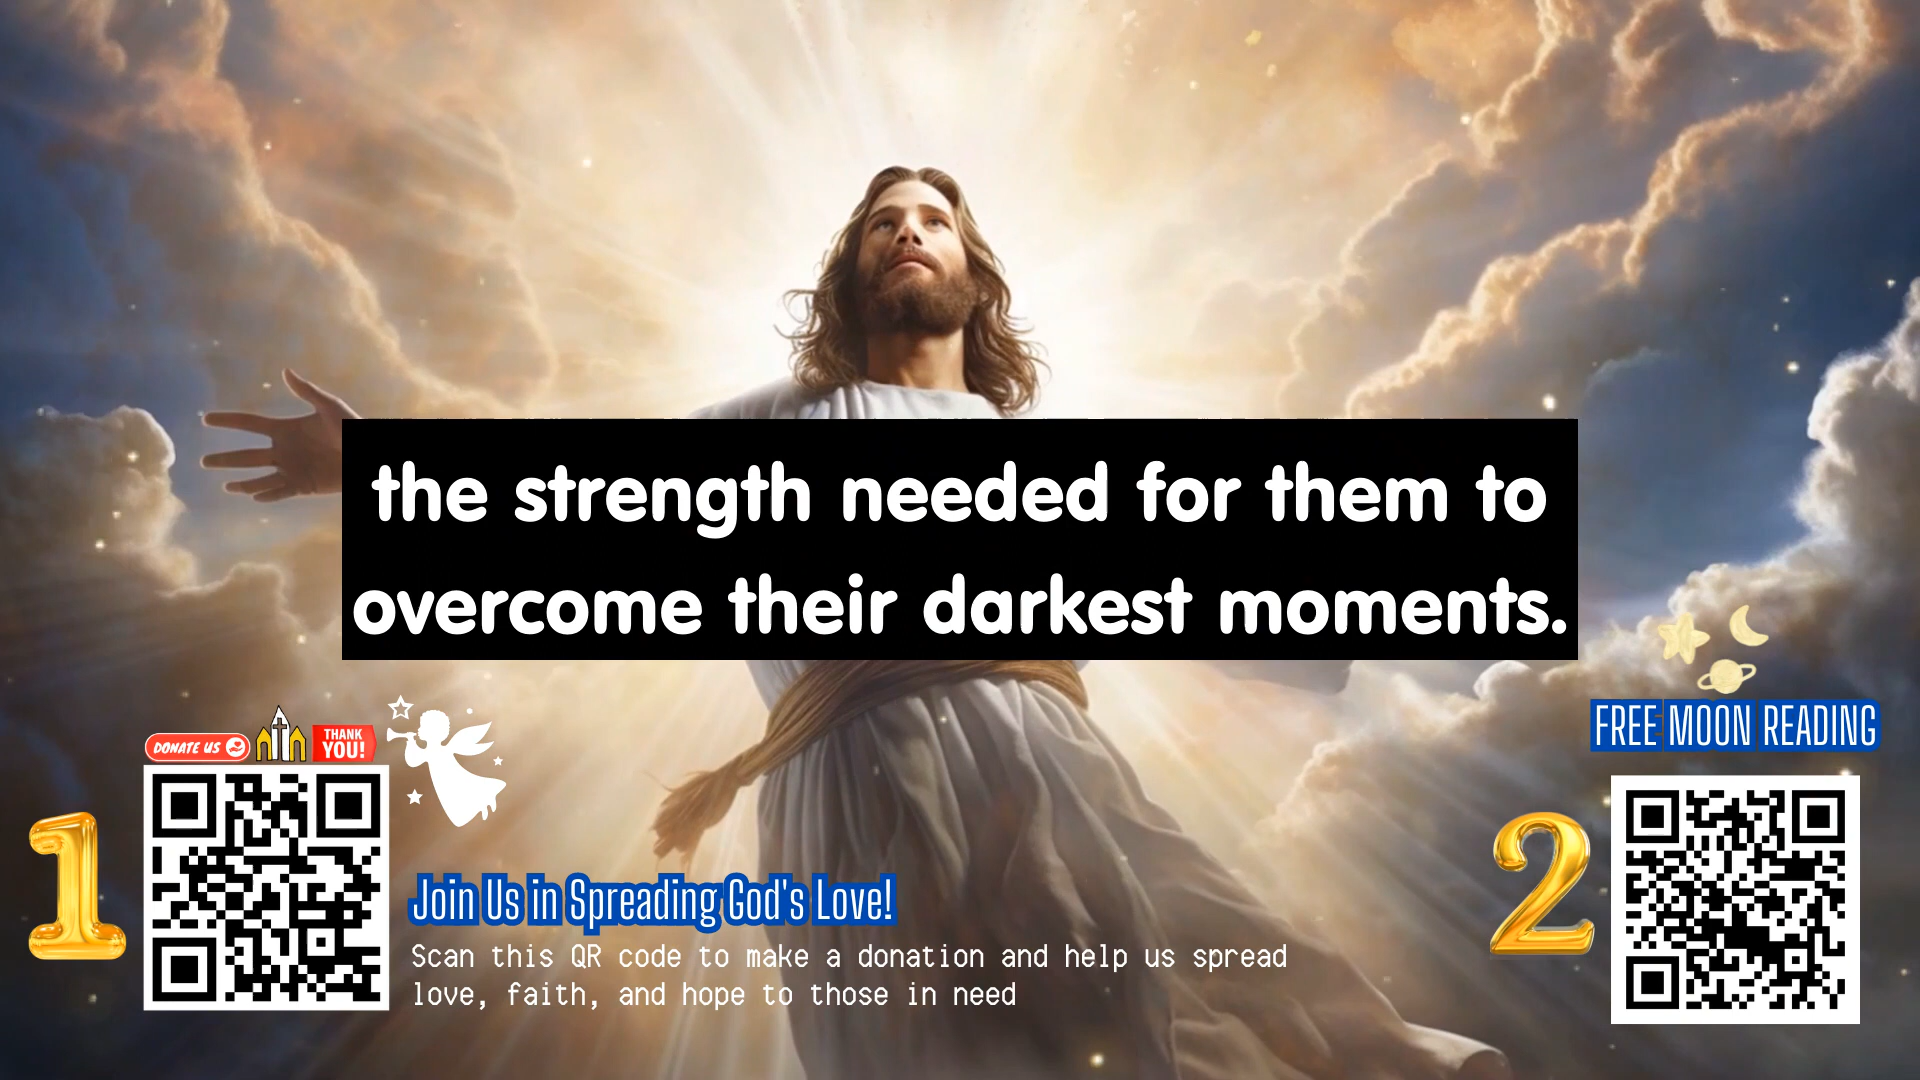 the strength needed for them to
overcome their darkest moments.
FREE MOON READING
DONATE US
THANK
YOU!
1
2
Join Us in Spreading God's Love!
Scan this QR code to make a donation and help us spread
love, faith, and hope to those in need